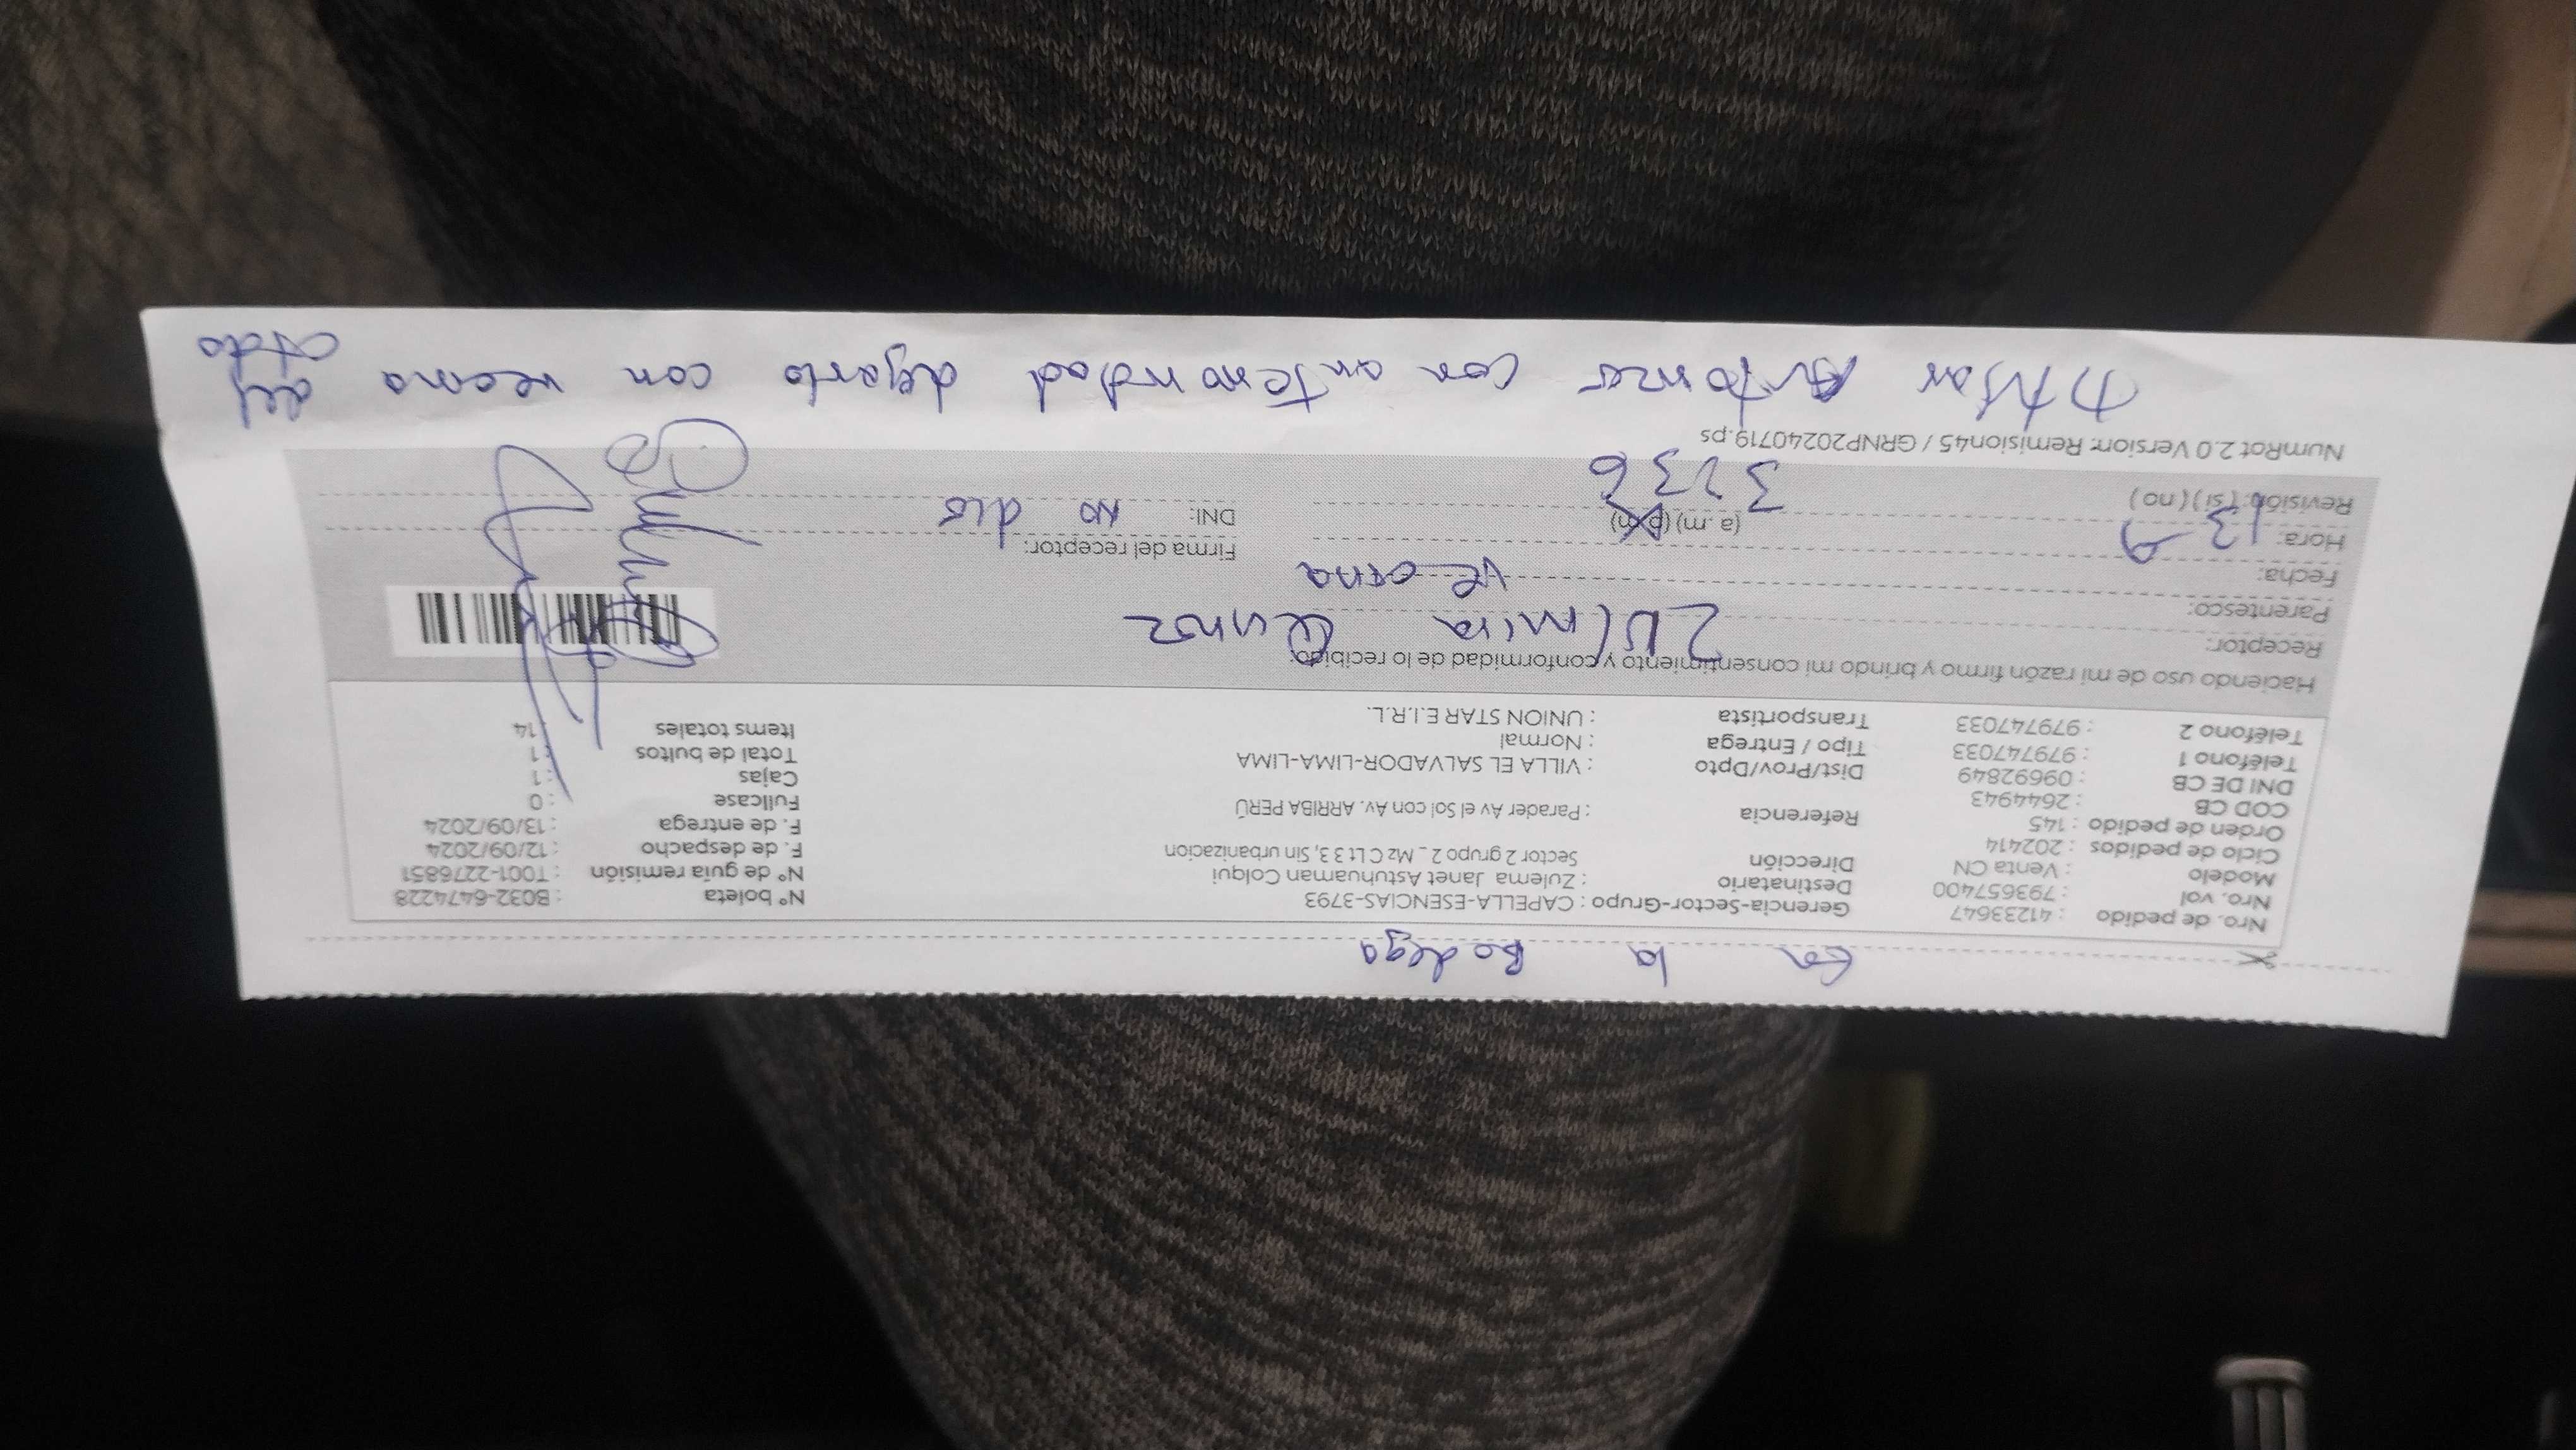 En la Bodega
Nro. de pedido : 41233647 Gerencia-Sector-Grupo : CAPELLA-ESENCIAS-3793 N° boleta : B032-6474228
Nro. vol : 793657400 Destinatario : Zulema Janet Astuhuaman Colqui N° de guía remisión : T001-2276851
Modelo : Venta CN Dirección Sector 2 grupo 2 _ Mz C Lt 3 3, Sin urbanizacion F. de despacho : 12/09/2024
Ciclo de pedidos : 202414 F. de entrega : 13/09/2024
Orden de pedido : 145 Referencia : Parader Av el Sol con Av. ARRIBA PERÚ Fullcase : 0
COD CB : 2644943 Cajas : 1
DNI DE CB : 09692849 Dist/Prov/Dpto : VILLA EL SALVADOR-LIMA-LIMA Total de bultos : 1
Teléfono 1 : 979747033 Tipo / Entrega : Normal Items totales : 14
Teléfono 2 : 979747033 Transportista : UNION STAR E.I.R.L.
Haciendo uso de mi razón firmo y brindo mi consentimiento y conformidad de lo recibido:
Receptor:
Parentesco: vecina
Fecha: 13 9 Firma del receptor:
Hora: (a. m) (p. m) DNI: No dio
Revisión: (si) (no)
NumRot 2.0 Version: Remision45 / GRNP20240719.ps
con dejarlo con vecina del